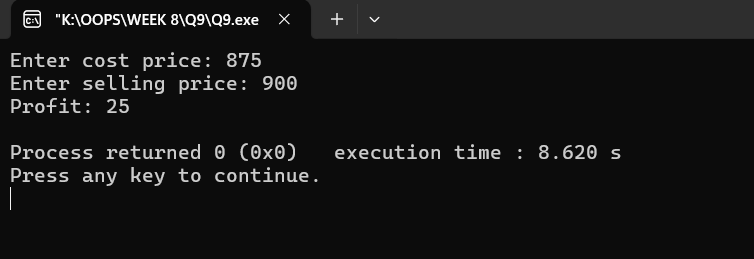 "K:\OOPS\WEEK 8\Q9\Q9.exe
Enter cost price: 875
Enter selling price: 900
Profit: 25
Process returned 0 (0x0)   execution time : 8.620 s
Press any key to continue.